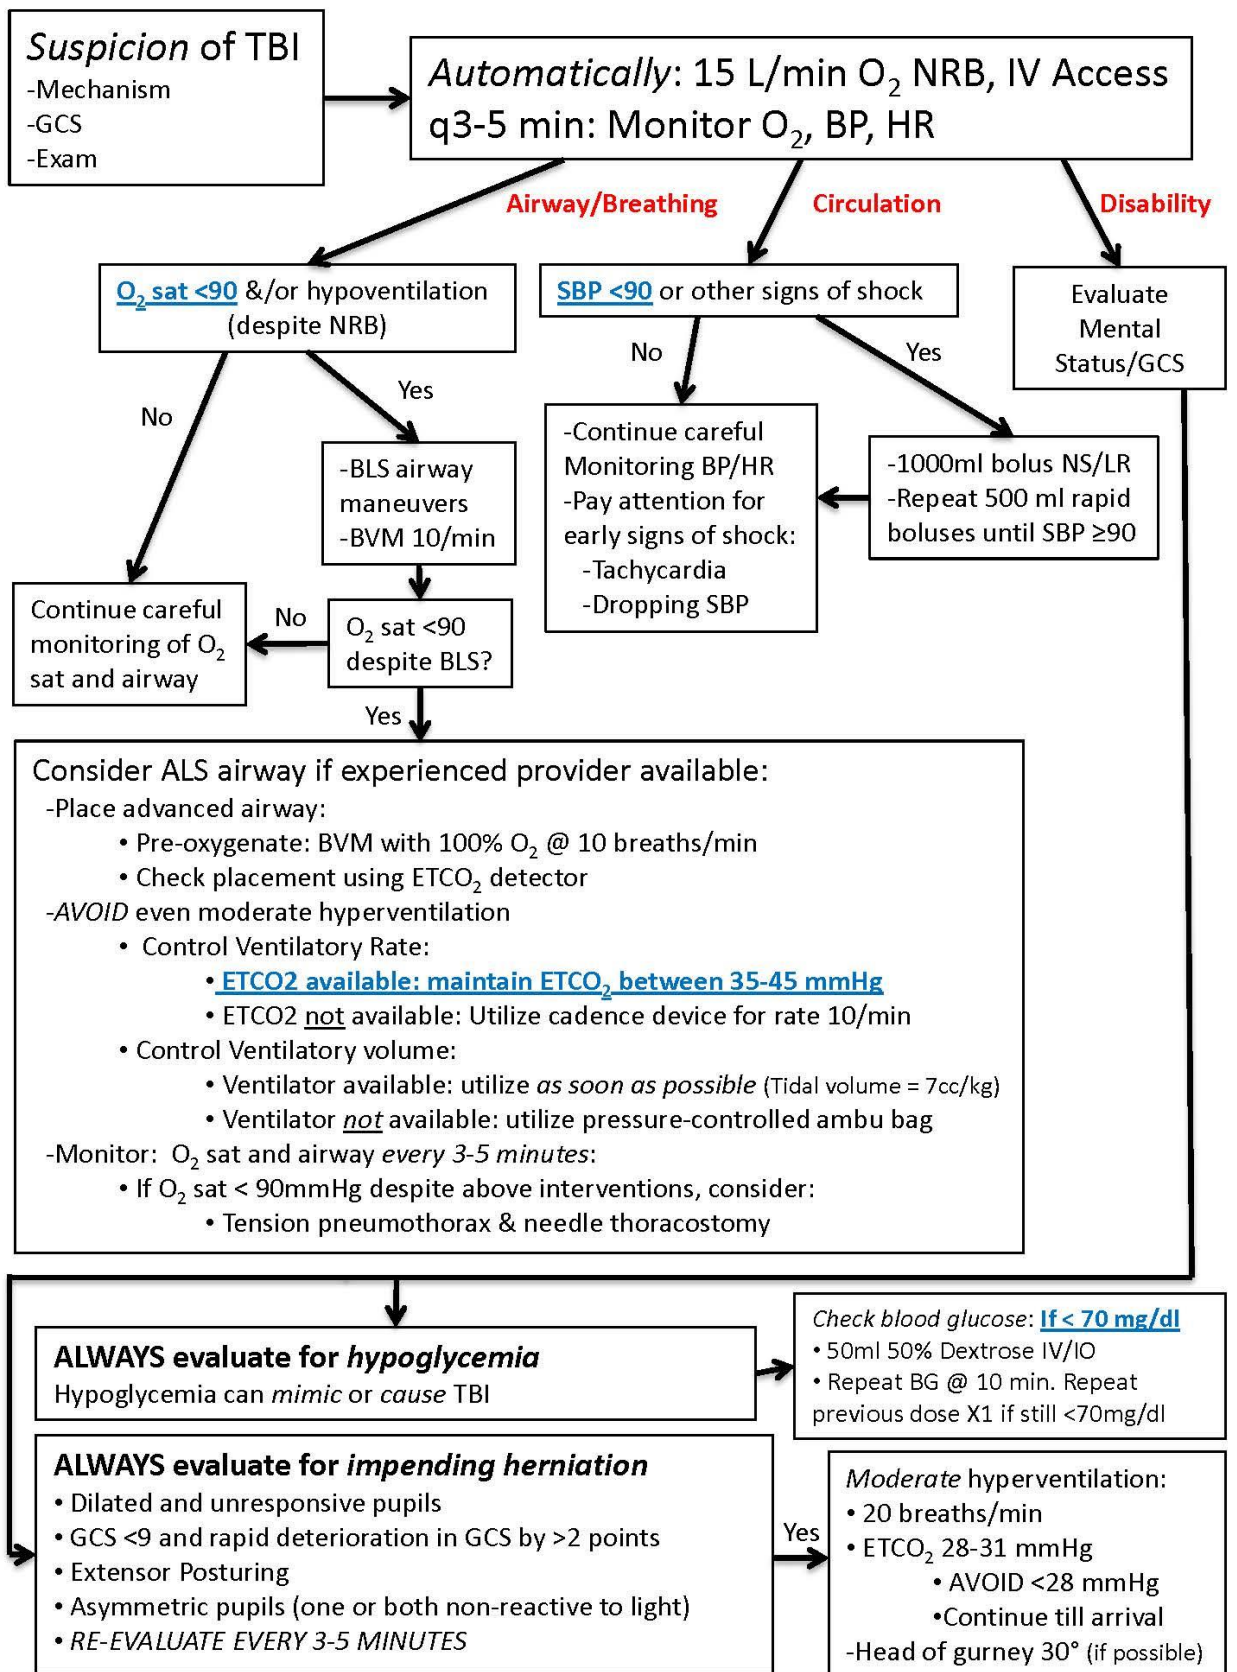 Suspicion of TBI
-Mechanism
-GCS
-Exam
Automatically: 15 L/min O₂ NRB, IV Access
q3-5 min: Monitor O₂, BP, HR
Airway/Breathing
Circulation
Disability
O₂ sat <90 &/or hypoventilation
(despite NRB)
SBP <90 or other signs of shock
Evaluate
Mental
Status/GCS
No
Yes
No
Yes
-BLS airway
maneuvers
-BVM 10/min
-Continue careful
Monitoring BP/HR
-Pay attention for
early signs of shock:
-Tachycardia
-Dropping SBP
-1000ml bolus NS/LR
-Repeat 500 ml rapid
boluses until SBP ≥90
Continue careful
monitoring of O₂
sat and airway
No
O₂ sat <90
despite BLS?
Yes
Consider ALS airway if experienced provider available:
-Place advanced airway:
• Pre-oxygenate: BVM with 100% O₂ @ 10 breaths/min
• Check placement using ETCO₂ detector
-AVOID even moderate hyperventilation
• Control Ventilatory Rate:
• ETCO2 available: maintain ETCO₂ between 35-45 mmHg
• ETCO2 not available: Utilize cadence device for rate 10/min
• Control Ventilatory volume:
• Ventilator available: utilize as soon as possible (Tidal volume = 7cc/kg)
• Ventilator not available: utilize pressure-controlled ambu bag
-Monitor: O₂ sat and airway every 3-5 minutes:
• If O₂ sat < 90mmHg despite above interventions, consider:
• Tension pneumothorax & needle thoracostomy
ALWAYS evaluate for hypoglycemia
Hypoglycemia can mimic or cause TBI
Check blood glucose: If < 70 mg/dl
• 50ml 50% Dextrose IV/IO
• Repeat BG @ 10 min. Repeat
previous dose X1 if still <70mg/dl
ALWAYS evaluate for impending herniation
• Dilated and unresponsive pupils
• GCS <9 and rapid deterioration in GCS by >2 points
• Extensor Posturing
• Asymmetric pupils (one or both non-reactive to light)
• RE-EVALUATE EVERY 3-5 MINUTES
Yes
Moderate hyperventilation:
• 20 breaths/min
• ETCO₂ 28-31 mmHg
• AVOID <28 mmHg
•Continue till arrival
-Head of gurney 30° (if possible)